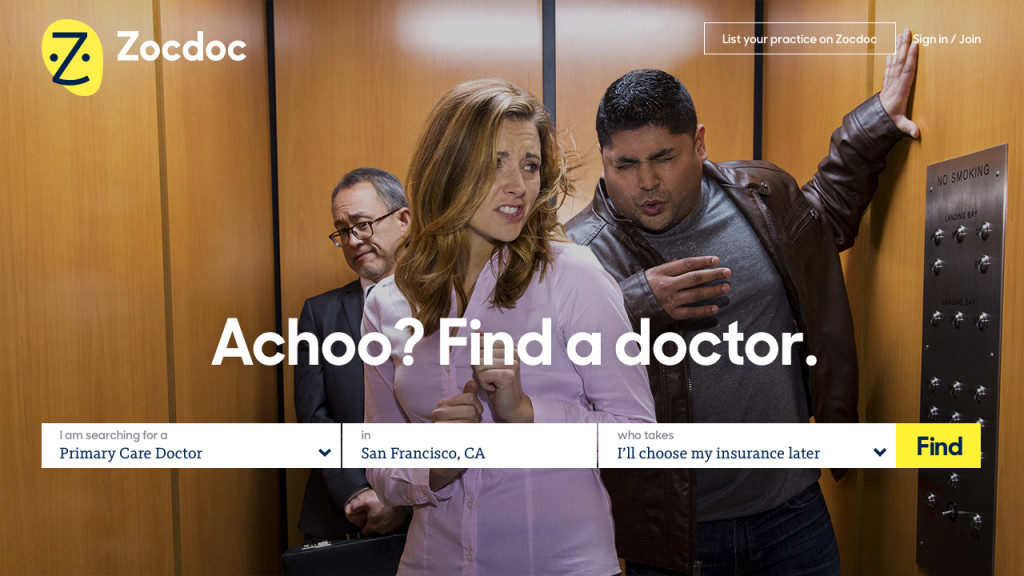 Zocdoc
List your practice on Zocdoc
Sign in / Join
NO SMOKING
LANDING BAY
LANDING BAY
Achoo? Find a doctor.
I am searching for a
Primary Care Doctor
in
San Francisco, CA
who takes
I'll choose my insurance later
Find